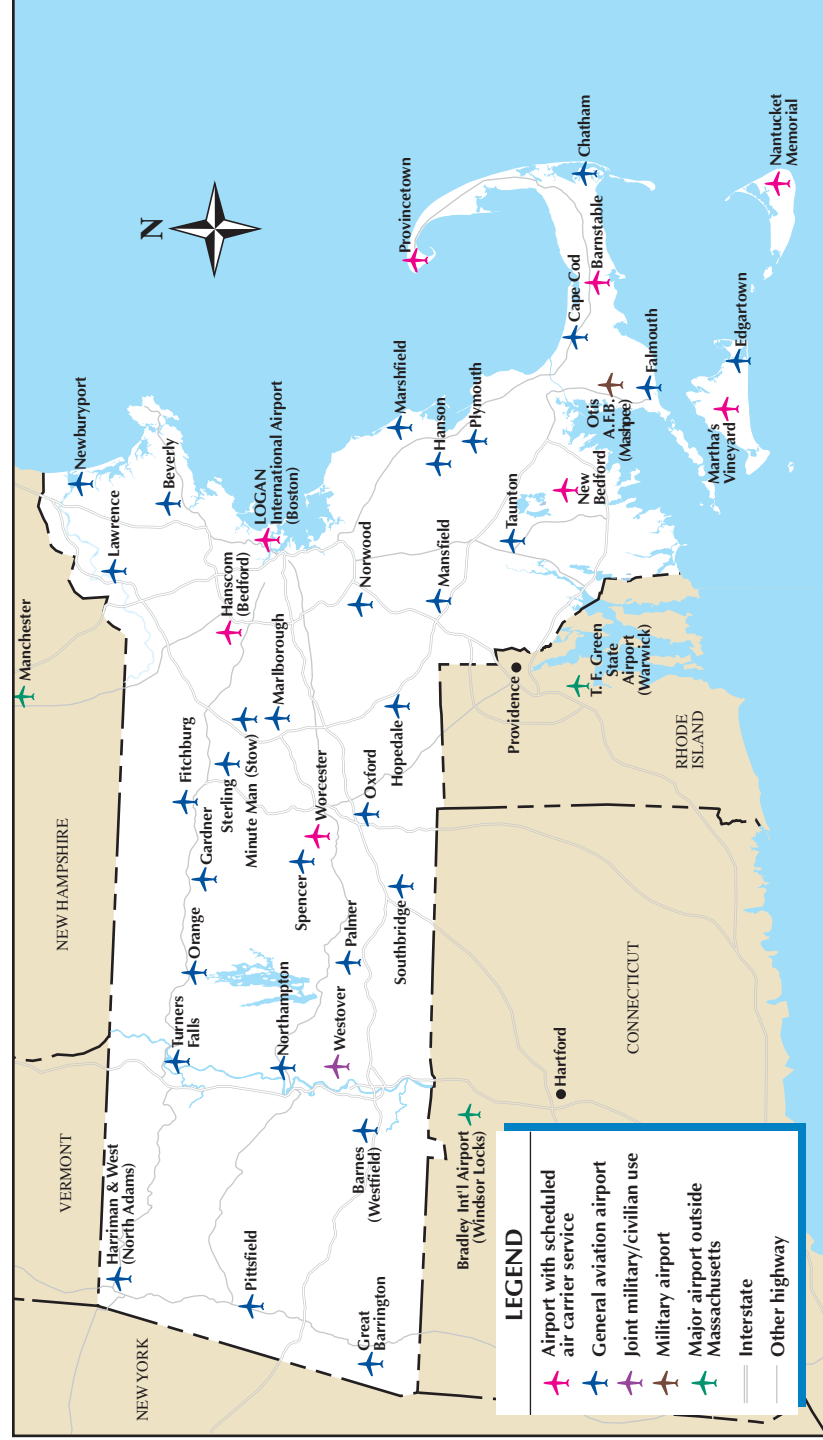 N
NEW YORK
VERMONT
NEW HAMPSHIRE
Manchester
Harriman & West
(North Adams)
Pittsfield
Great
Barrington
Turners
Falls
Northampton
Westover
Barnes
(Westfield)
Orange
Gardner
Fitchburg
Sterling
Minute Man (Stow)
Marlborough
Spencer
Worcester
Palmer
Oxford
Southbridge
Hopedale
Newburyport
Lawrence
Beverly
Hanscom
(Bedford)
LOGAN
International Airport
(Boston)
Norwood
Mansfield
Marshfield
Hanson
Plymouth
Taunton
New
Bedford
Provincetown
Chatham
Cape Cod
Barnstable
Otis
A.F.B.
(Mashpee)
Falmouth
Martha's
Vineyard
Edgartown
Nantucket
Memorial
Providence
T. F. Green
State
Airport
(Warwick)
RHODE
ISLAND
CONNECTICUT
Hartford
Bradley Int'l Airport
(Windsor Locks)
LEGEND
Airport with scheduled
air carrier service
General aviation airport
Joint military/civilian use
Military airport
Major airport outside
Massachusetts
Interstate
Other highway